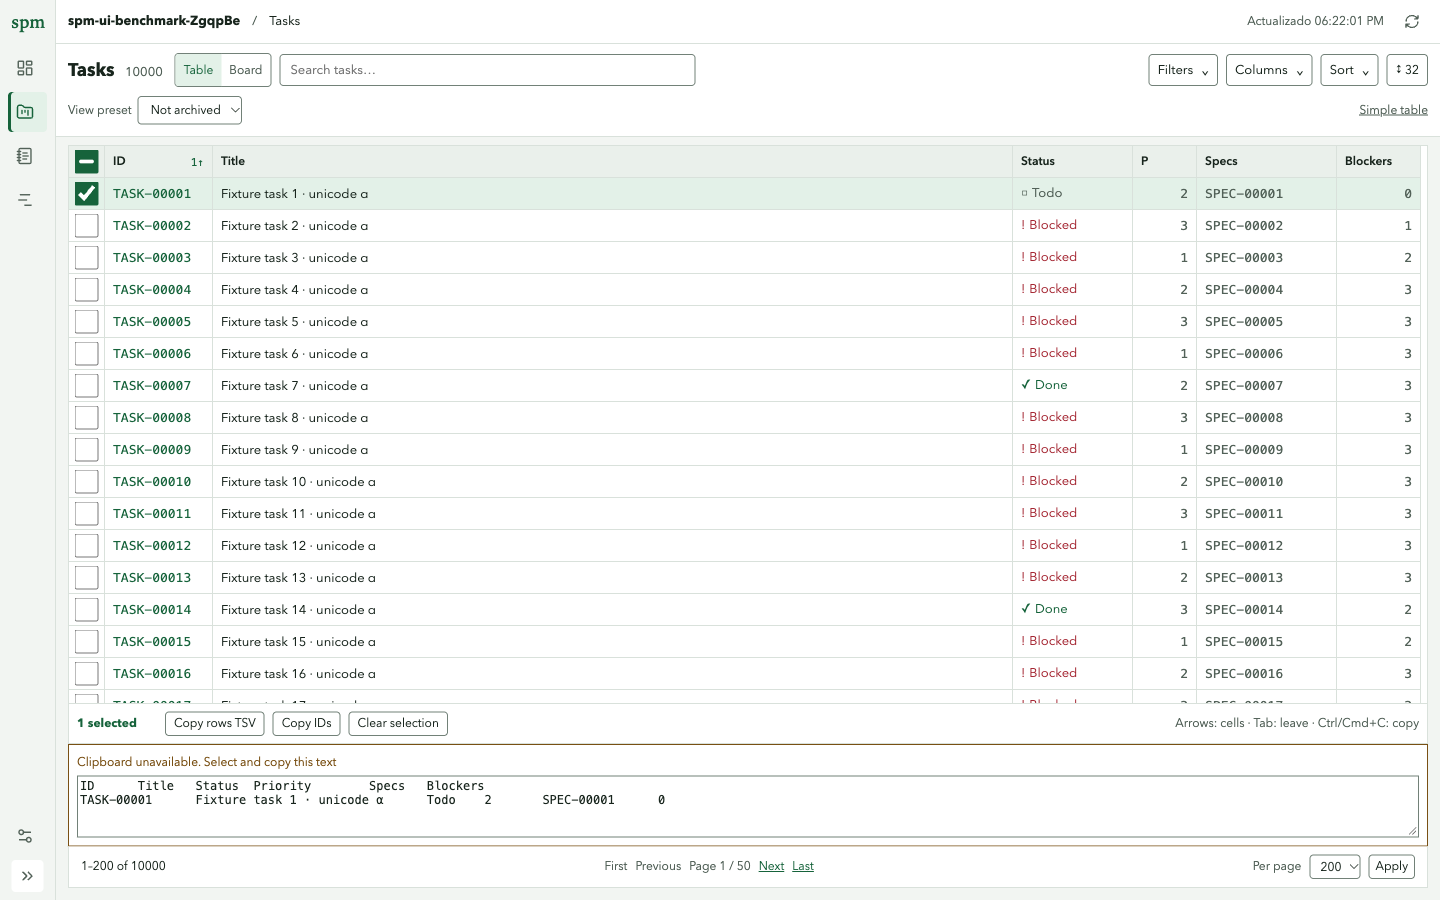 spm
spm-ui-benchmark-ZgqpBe / Tasks
Actualizado 06:22:01 PM
Tasks 10000 Table Board Search tasks… Filters Columns Sort ↕ 32
View preset Not archived Simple table
ID 1↑ Title Status P Specs Blockers
TASK-00001 Fixture task 1 · unicode α Todo 2 SPEC-00001 0
TASK-00002 Fixture task 2 · unicode α ! Blocked 3 SPEC-00002 1
TASK-00003 Fixture task 3 · unicode α ! Blocked 1 SPEC-00003 2
TASK-00004 Fixture task 4 · unicode α ! Blocked 2 SPEC-00004 3
TASK-00005 Fixture task 5 · unicode α ! Blocked 3 SPEC-00005 3
TASK-00006 Fixture task 6 · unicode α ! Blocked 1 SPEC-00006 3
TASK-00007 Fixture task 7 · unicode α ✓ Done 2 SPEC-00007 3
TASK-00008 Fixture task 8 · unicode α ! Blocked 3 SPEC-00008 3
TASK-00009 Fixture task 9 · unicode α ! Blocked 1 SPEC-00009 3
TASK-00010 Fixture task 10 · unicode α ! Blocked 2 SPEC-00010 3
TASK-00011 Fixture task 11 · unicode α ! Blocked 3 SPEC-00011 3
TASK-00012 Fixture task 12 · unicode α ! Blocked 1 SPEC-00012 3
TASK-00013 Fixture task 13 · unicode α ! Blocked 2 SPEC-00013 3
TASK-00014 Fixture task 14 · unicode α ✓ Done 3 SPEC-00014 2
TASK-00015 Fixture task 15 · unicode α ! Blocked 1 SPEC-00015 2
TASK-00016 Fixture task 16 · unicode α ! Blocked 2 SPEC-00016 3
1 selected Copy rows TSV Copy IDs Clear selection Arrows: cells · Tab: leave · Ctrl/Cmd+C: copy
Clipboard unavailable. Select and copy this text
ID Title Status Priority Specs Blockers
TASK-00001 Fixture task 1 · unicode α Todo 2 SPEC-00001 0
1–200 of 10000 First Previous Page 1 / 50 Next Last Per page 200 Apply